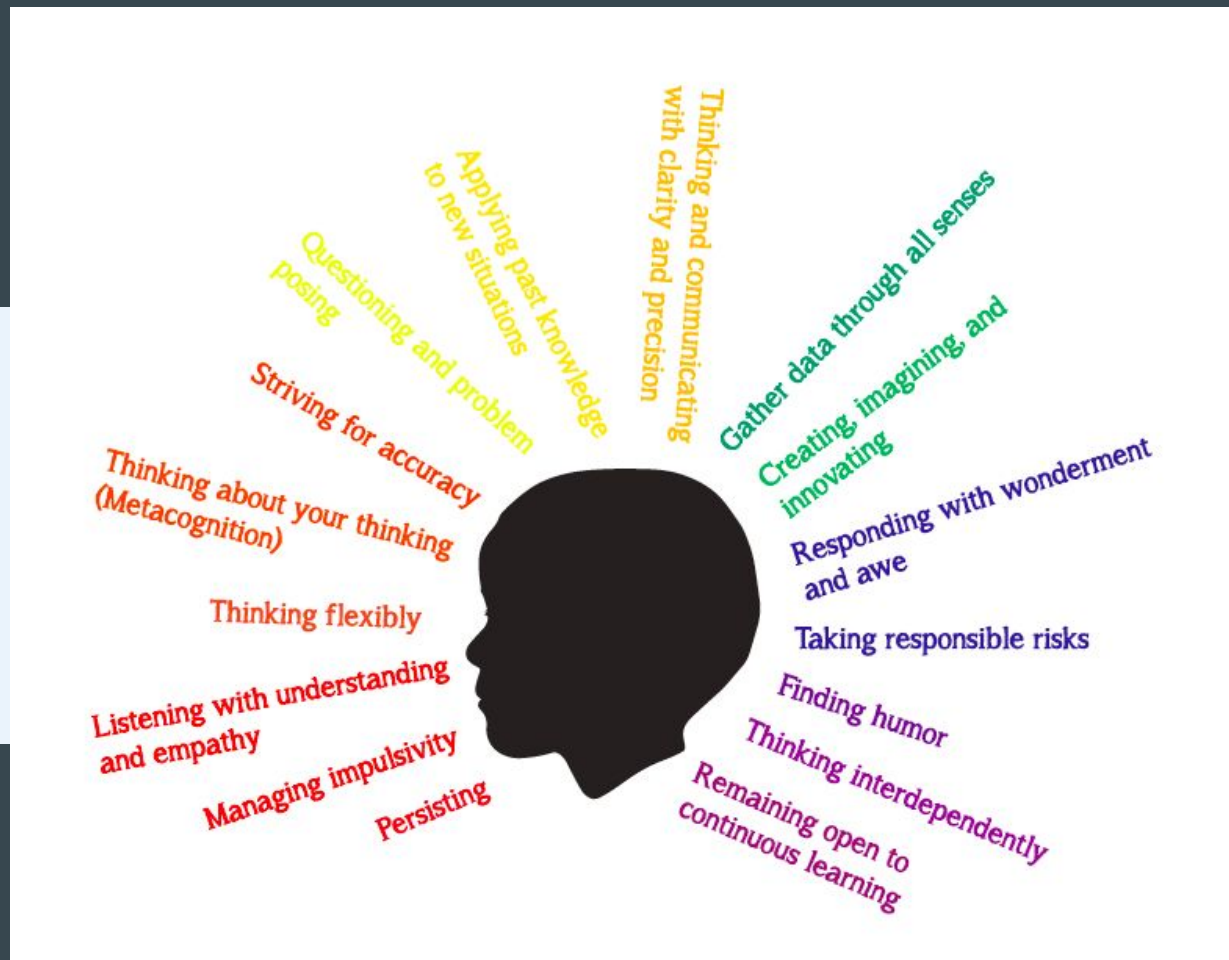 Persisting
Managing impulsivity
Listening with understanding
and empathy
Thinking flexibly
Thinking about your thinking
(Metacognition)
Striving for accuracy
Questioning and problem
posing
Applying past knowledge
to new situations
Thinking and communicating
with clarity and precision
Gather data through all senses
Creating, imagining, and
innovating
Responding with wonderment
and awe
Taking responsible risks
Finding humor
Thinking interdependently
Remaining open to
continuous learning